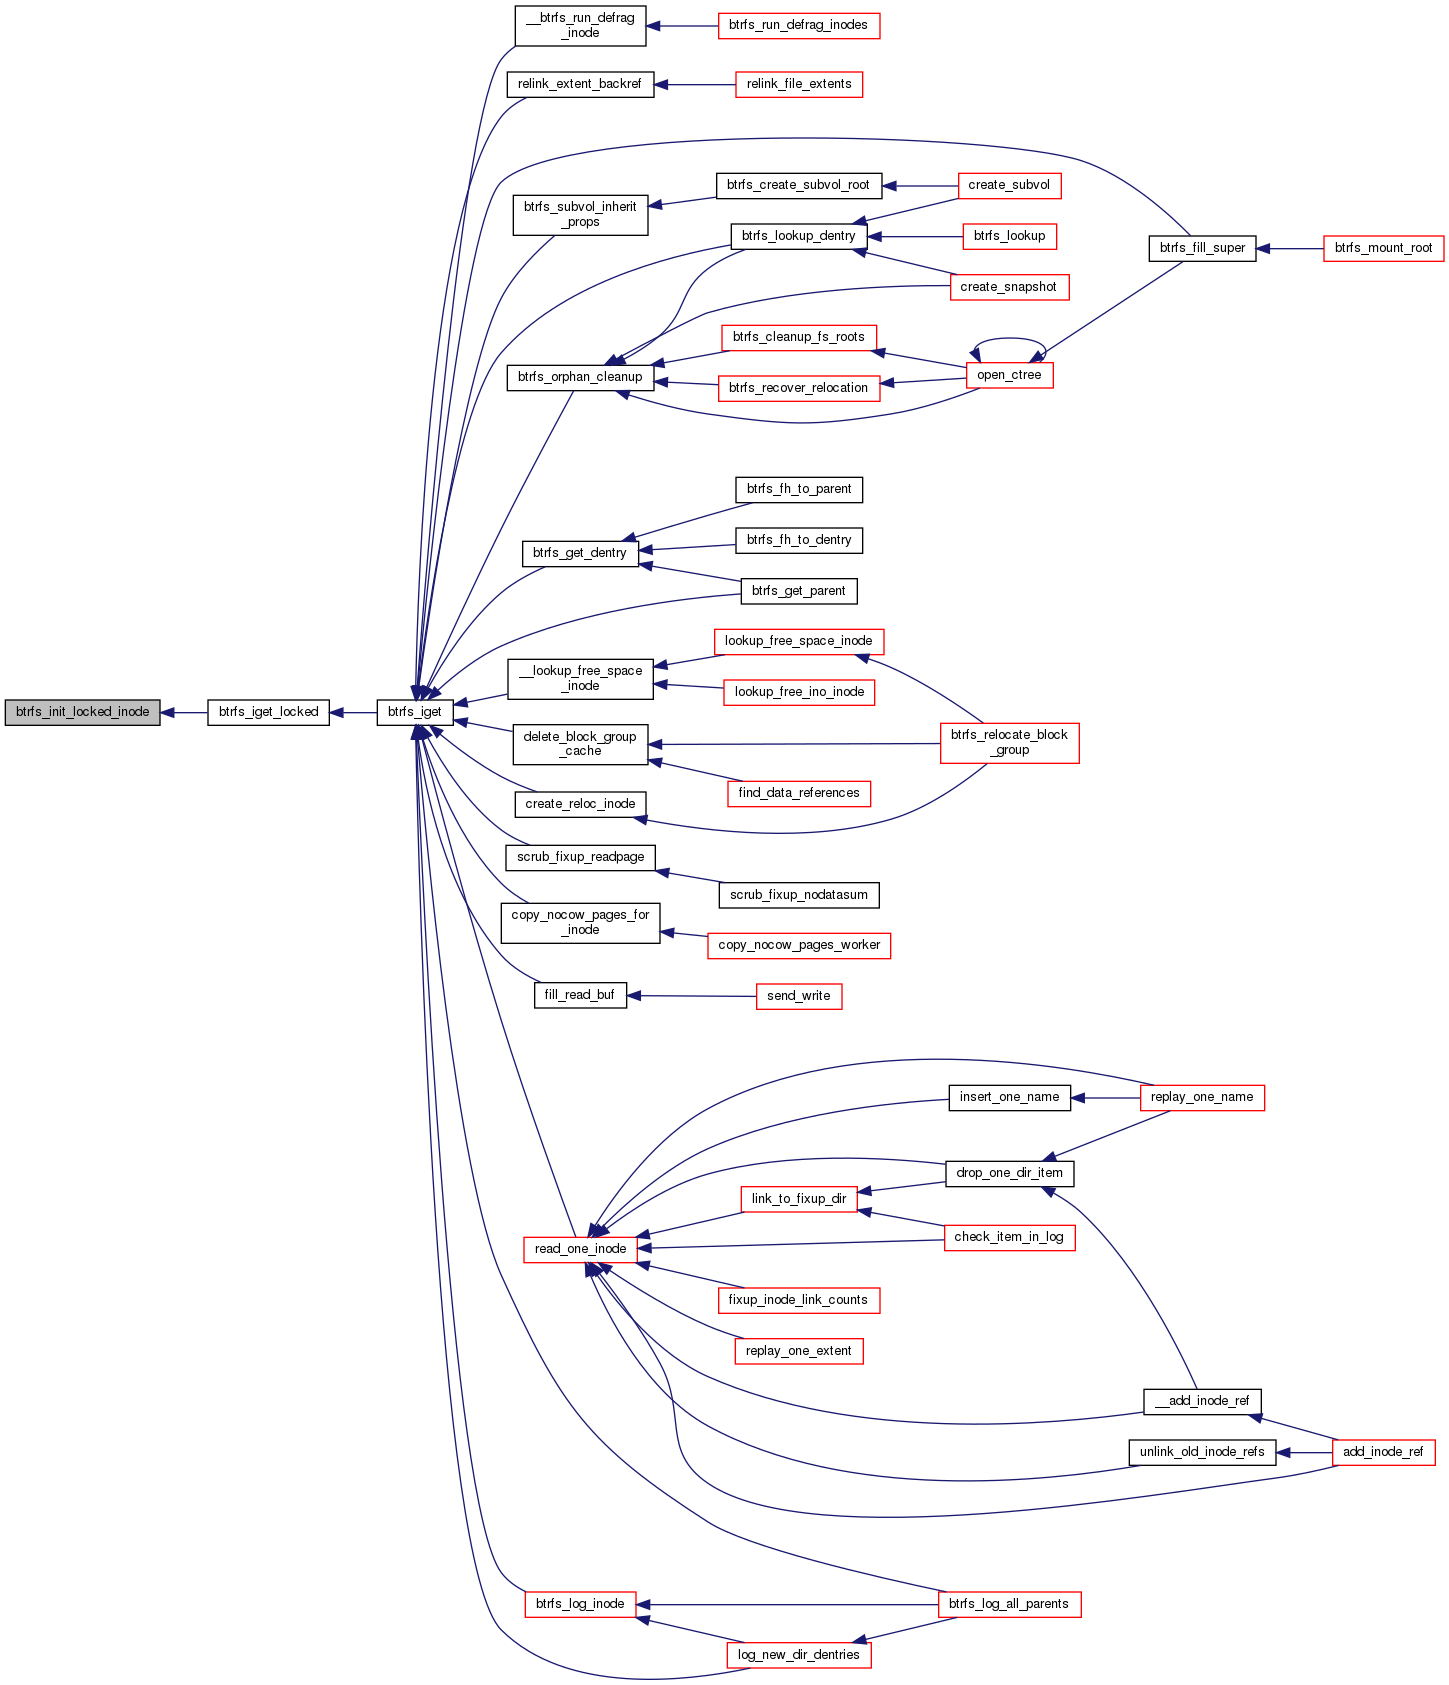 __btrfs_run_defrag
_inode
btrfs_run_defrag_inodes
relink_extent_backref
relink_file_extents
btrfs_subvol_inherit
_props
btrfs_create_subvol_root
create_subvol
btrfs_lookup_dentry
btrfs_lookup
btrfs_fill_super
btrfs_mount_root
create_snapshot
btrfs_cleanup_fs_roots
btrfs_orphan_cleanup
open_ctree
btrfs_recover_relocation
btrfs_fh_to_parent
btrfs_fh_to_dentry
btrfs_get_dentry
btrfs_get_parent
lookup_free_space_inode
__lookup_free_space
_inode
lookup_free_ino_inode
btrfs_init_locked_inode
btrfs_iget_locked
btrfs_iget
delete_block_group
_cache
btrfs_relocate_block
_group
find_data_references
create_reloc_inode
scrub_fixup_readpage
scrub_fixup_nodatasum
copy_nocow_pages_for
_inode
copy_nocow_pages_worker
fill_read_buf
send_write
insert_one_name
replay_one_name
drop_one_dir_item
link_to_fixup_dir
check_item_in_log
read_one_inode
fixup_inode_link_counts
replay_one_extent
__add_inode_ref
unlink_old_inode_refs
add_inode_ref
btrfs_log_inode
btrfs_log_all_parents
log_new_dir_dentries